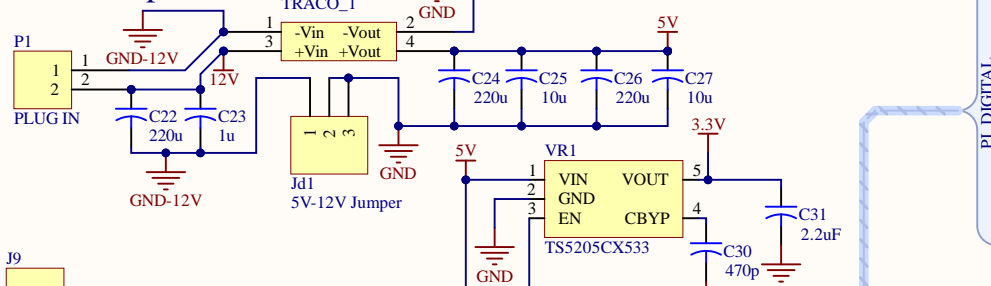 TRACO_1
GND
5V
P1
GND-12V
1
3
-Vin
-Vout
+Vin
+Vout
2
4
1
2
1
2
12V
PLUG IN
C22
220u
C23
1u
C24
220u
C25
10u
C26
220u
C27
10u
1
2
3
GND-12V
GND
Jd1
5V-12V Jumper
5V
3.3V
VR1
1
2
3
VIN
GND
EN
VOUT
CBYP
5
4
TS5205CX533
GND
C30
470p
C31
2.2uF
J9
PL DIGITAL